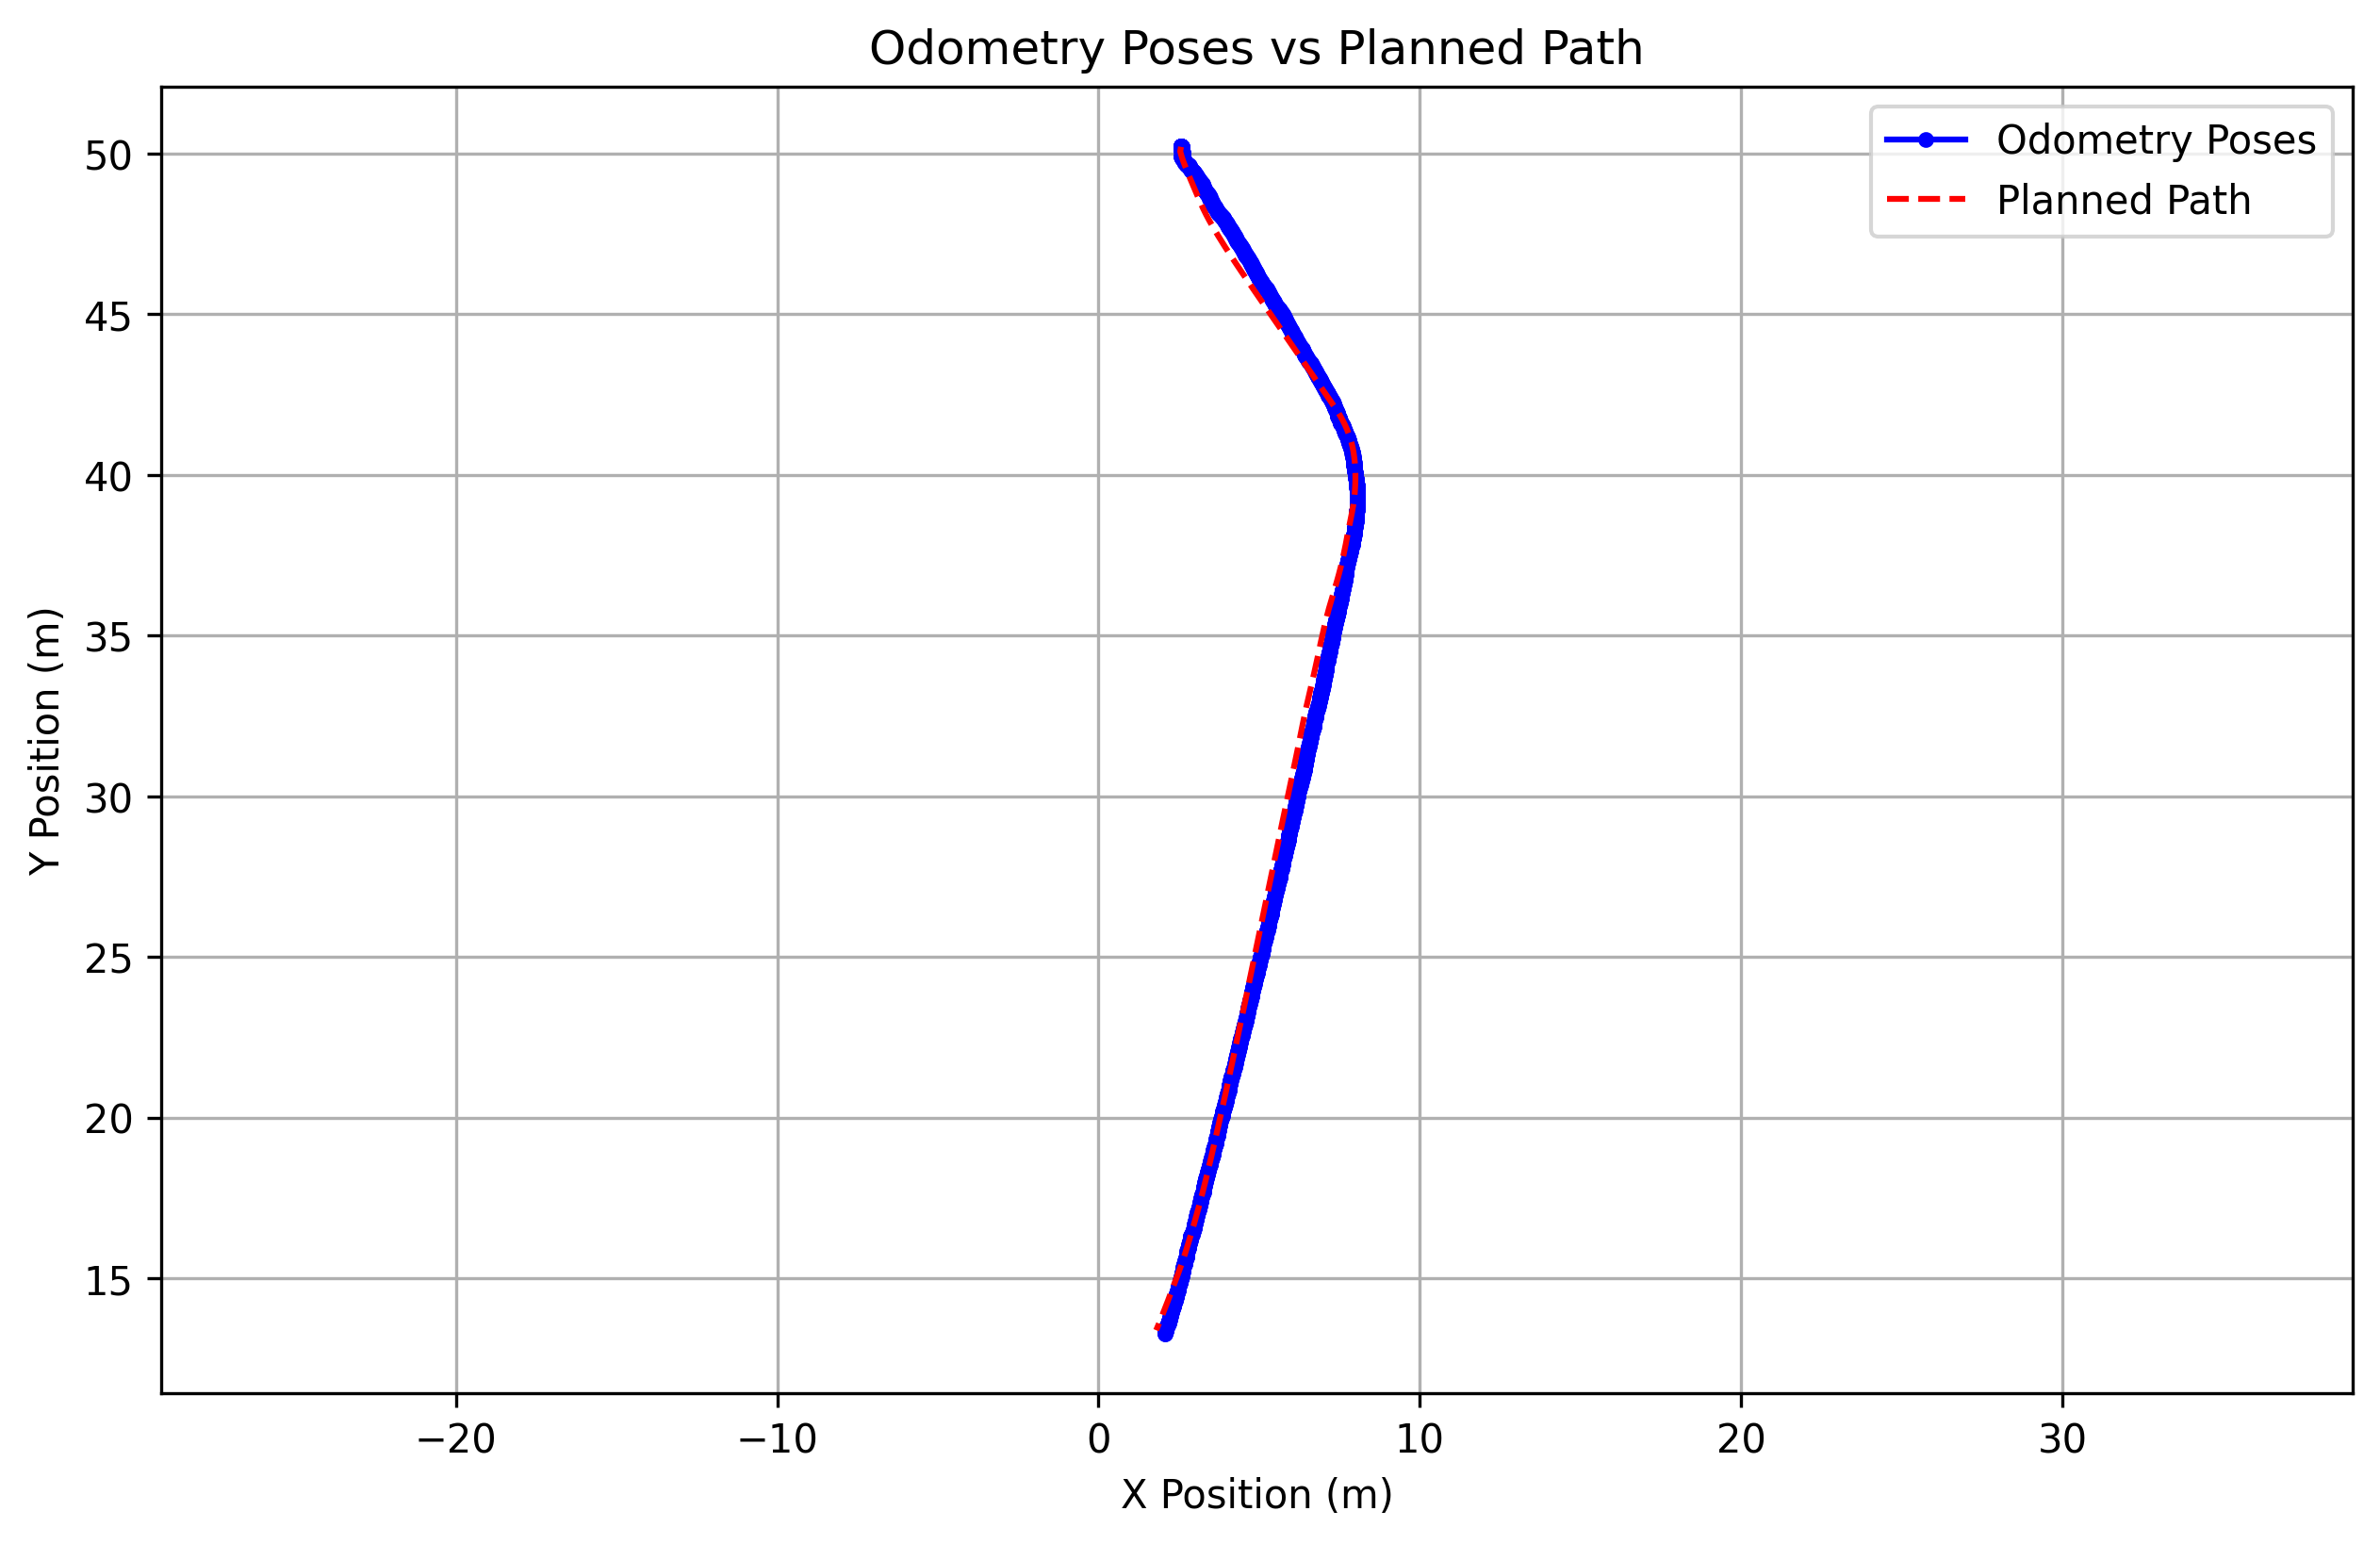 Odometry Poses vs Planned Path
Odometry Poses
Planned Path
Y Position (m)
50
45
40
35
30
25
20
15
−20
−10
0
10
20
30
X Position (m)